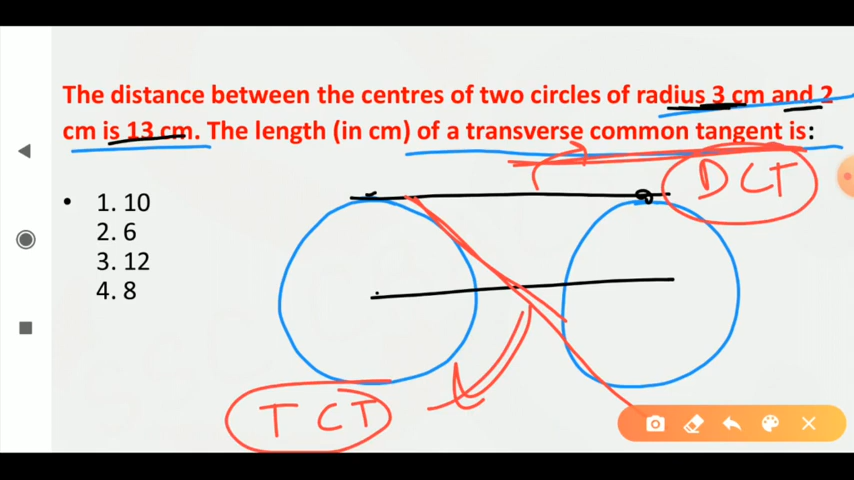 The distance between the centres of two circles of radius 3 cm and 2
cm is 13 cm. The length (in cm) of a transverse common tangent is:
DCT
• 1. 10
2. 6
3. 12
4. 8
TCT